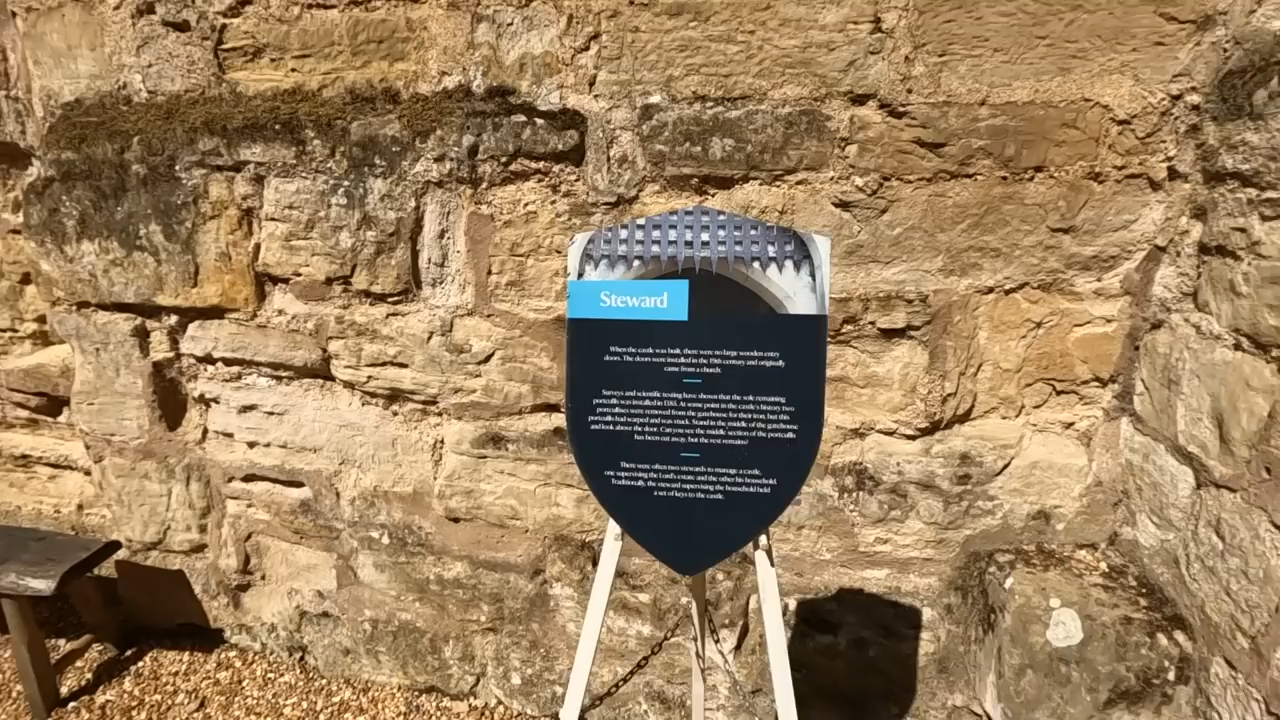 Steward
When the castle was built, there were no large wooden entry
doors. The doors were installed in the 19th century and originally
came from a church.
Surveys and scientific testing have shown that the sole remaining
portcullis was installed in 1385. At some point in the castle's history two
portcullises were removed from the gatehouse for their iron, but this
portcullis had warped and was stuck. Stand in the middle of the gatehouse
and look above the door. Can you see the middle section of the portcullis
has been cut away, but the rest remains?
There were often two stewards to manage a castle,
one supervising the Lord's estate and the other his household.
Traditionally, the steward supervising the household held
a set of keys to the castle.